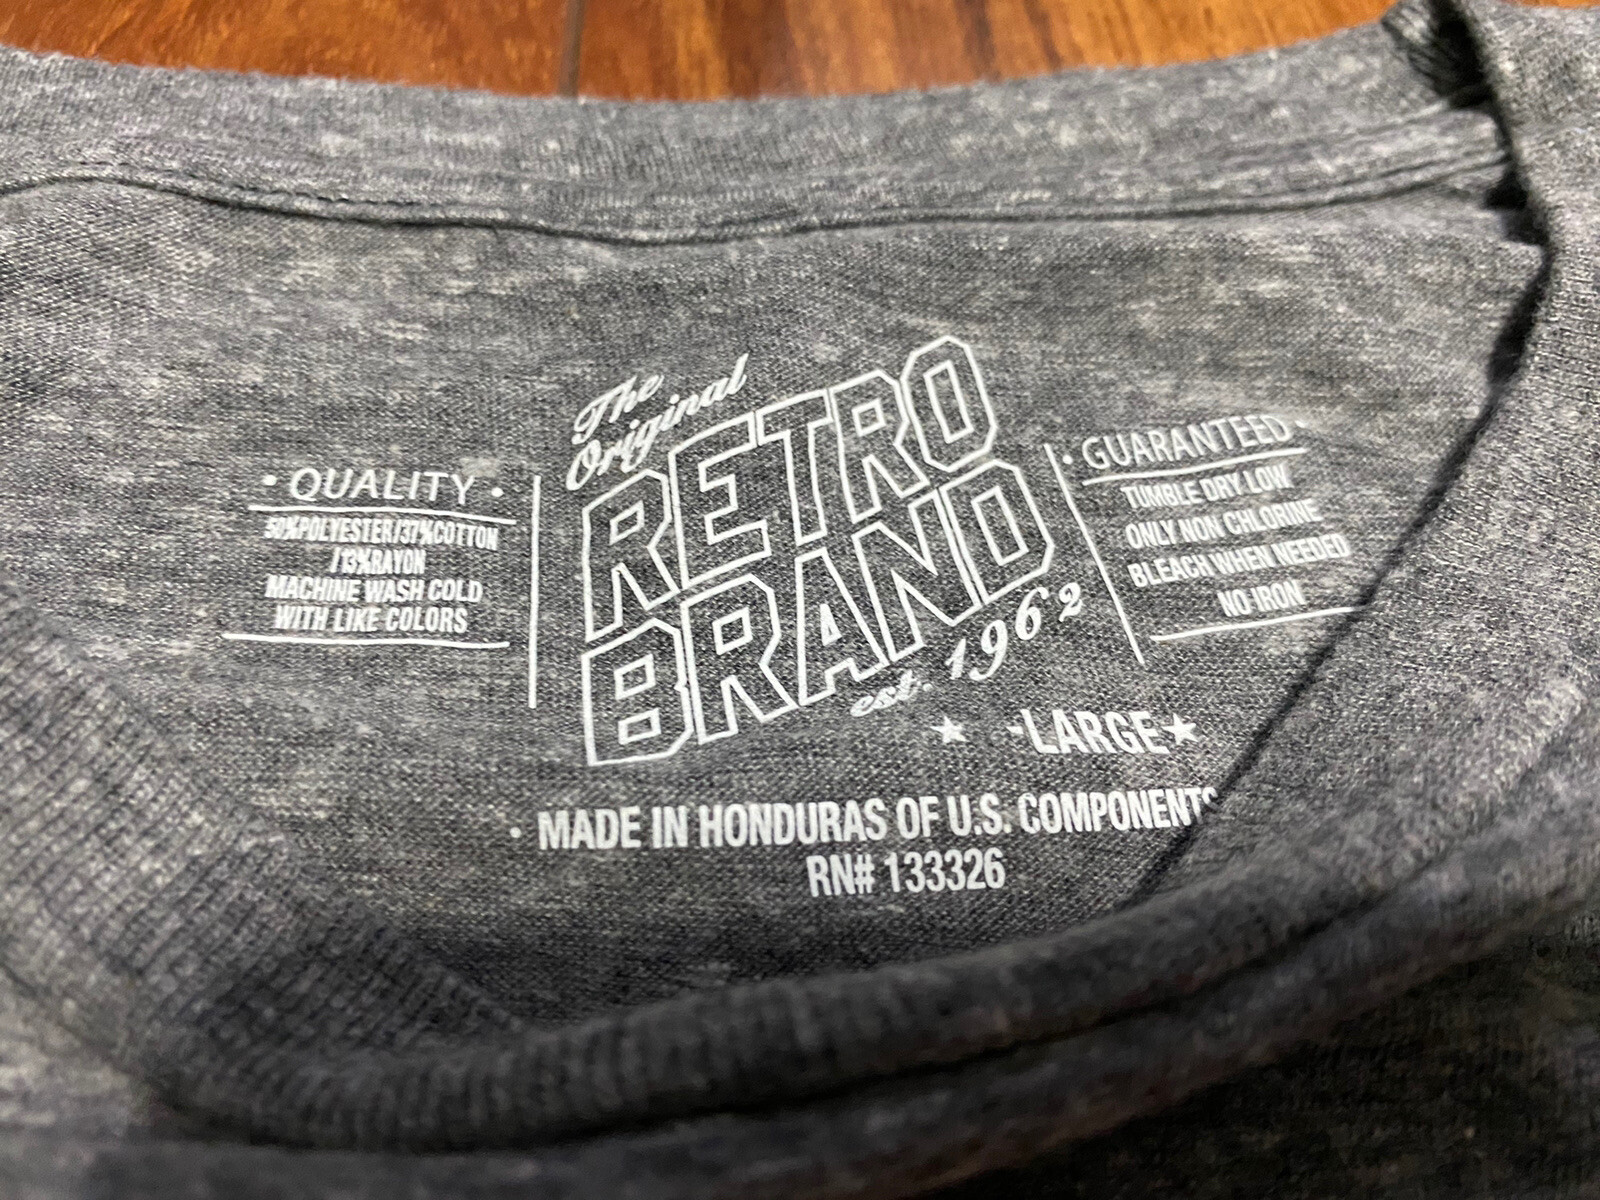 • QUALITY •
50%POLYESTER/37%COTTON
/13%RAYON
MACHINE WASH COLD
WITH LIKE COLORS
The
Original
RETRO
BRAND
est. 1962
• GUARANTEED •
TUMBLE DRY LOW
ONLY NON CHLORINE
BLEACH WHEN NEEDED
NO IRON
★ -LARGE★
• MADE IN HONDURAS OF U.S. COMPONENTS
RN# 133326